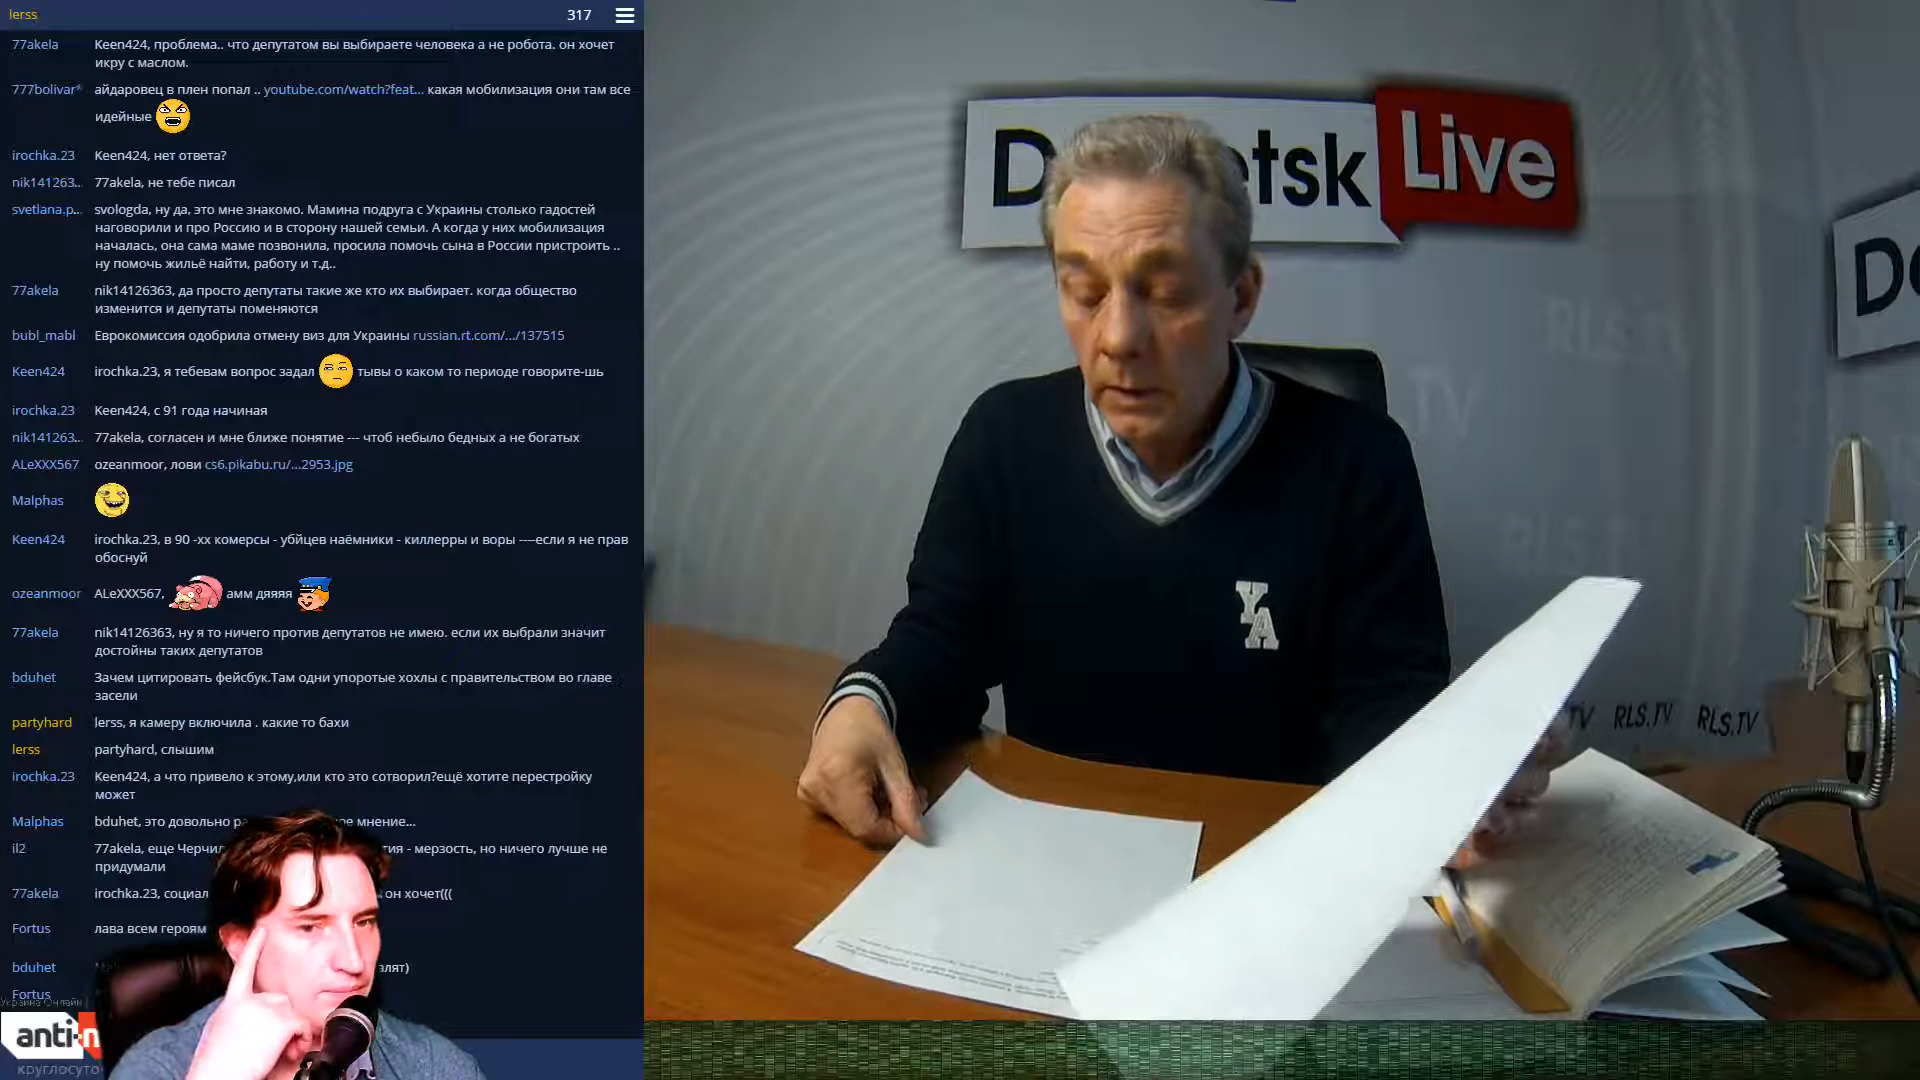 lerss
317
77akela Keen424, проблема.. что депутатом вы выбираете человека а не робота. он хочет
икру с маслом.
777bolivar* айдаровец в плен попал .. youtube.com/watch?feat... какая мобилизация они там все
идейные
irochka.23 Keen424, нет ответа?
nik141263... 77akela, не тебе писал
svetlana.p... svologda, ну да, это мне знакомо. Мамина подруга с Украины столько гадостей
наговорили и про Россию и в сторону нашей семьи. А когда у них мобилизация
началась, она сама маме позвонила, просила помочь сына в России пристроить ..
ну помочь жильё найти, работу и т.д..
77akela nik14126363, да просто депутаты такие же кто их выбирает. когда общество
изменится и депутаты поменяются
bubl_mabl Еврокомиссия одобрила отмену виз для Украины russian.rt.com/.../137515
Keen424 irochka.23, я тебевам вопрос задал тывы о каком то периоде говорите-шь
irochka.23 Keen424, с 91 года начиная
nik141263... 77akela, согласен и мне ближе понятие --- чтоб небыло бедных а не богатых
ALeXXX567 ozeanmoor, лови cs6.pikabu.ru/...2953.jpg
Malphas
Keen424 irochka.23, в 90 -хх комерсы - убйцев наёмники - киллерры и воры ----если я не прав
обоснуй
ozeanmoor ALeXXX567, амм дяяяя
77akela nik14126363, ну я то ничего против депутатов не имею. если их выбрали значит
достойны таких депутатов
bduhet Зачем цитировать фейсбук.Там одни упоротые хохлы с правительством во главе
засели
partyhard lerss, я камеру включила . какие то бахи
lerss partyhard, слышим
irochka.23 Keen424, а что привело к этому,или кто это сотворил?ещё хотите перестройку
может
Malphas bduhet, это довольно мнение...
il2 77akela, еще - мерзость, но ничего лучше не
придумали
77akela irochka.23, он хочет(((
Fortus лава всем героям
bduhet
Fortus
Украина Онлайн
anti-
Live
RLS.TV
TV RLS.TV RLS.TV
YA